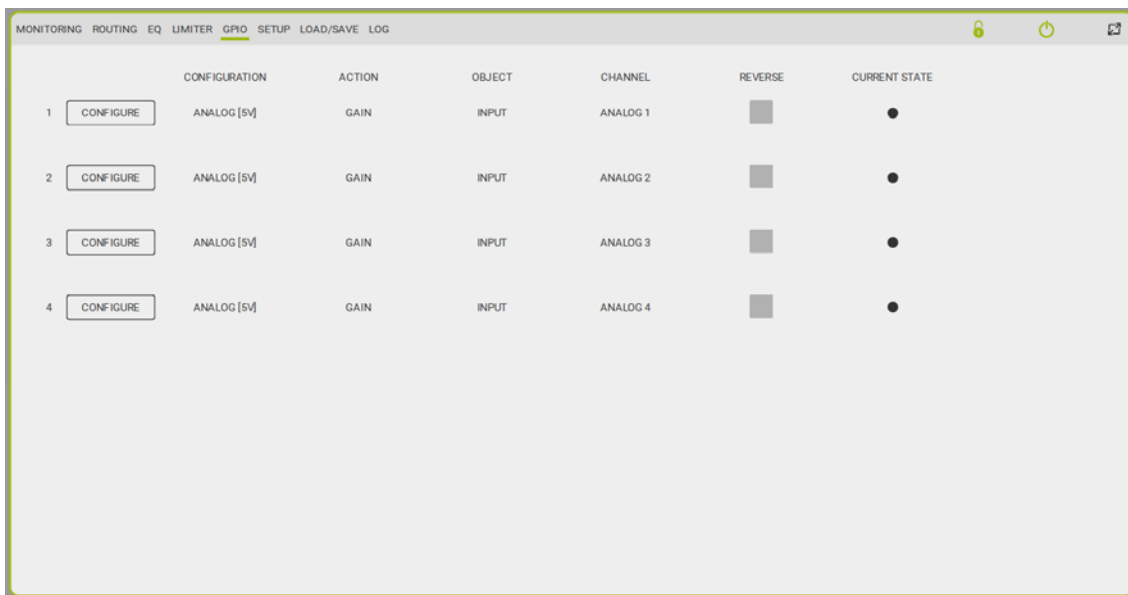 MONITORING ROUTING EQ LIMITER GPIO SETUP LOAD/SAVE LOG
CONFIGURATION ACTION OBJECT CHANNEL REVERSE CURRENT STATE
1 CONFIGURE ANALOG [5V] GAIN INPUT ANALOG 1
2 CONFIGURE ANALOG [5V] GAIN INPUT ANALOG 2
3 CONFIGURE ANALOG [5V] GAIN INPUT ANALOG 3
4 CONFIGURE ANALOG [5V] GAIN INPUT ANALOG 4